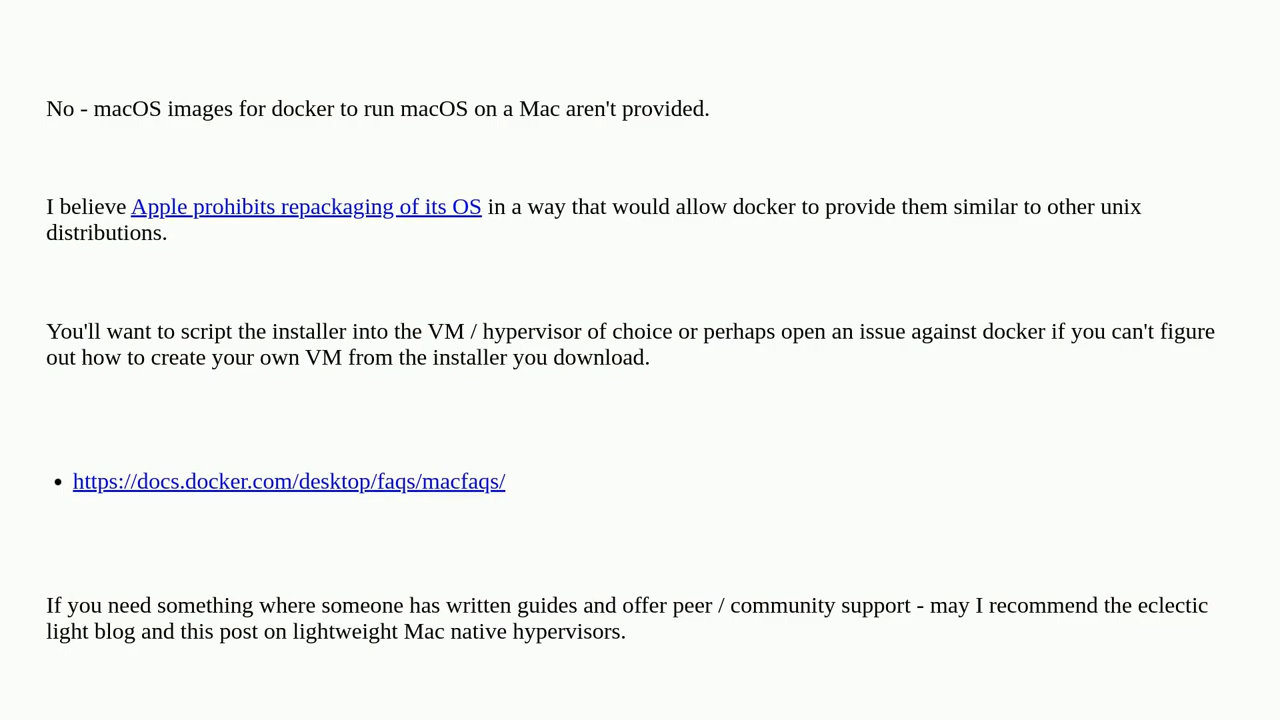 No - macOS images for docker to run macOS on a Mac aren't provided.
I believe Apple prohibits repackaging of its OS in a way that would allow docker to provide them similar to other unix
distributions.
You'll want to script the installer into the VM / hypervisor of choice or perhaps open an issue against docker if you can't figure
out how to create your own VM from the installer you download.
• https://docs.docker.com/desktop/faqs/macfaqs/
If you need something where someone has written guides and offer peer / community support - may I recommend the eclectic
light blog and this post on lightweight Mac native hypervisors.